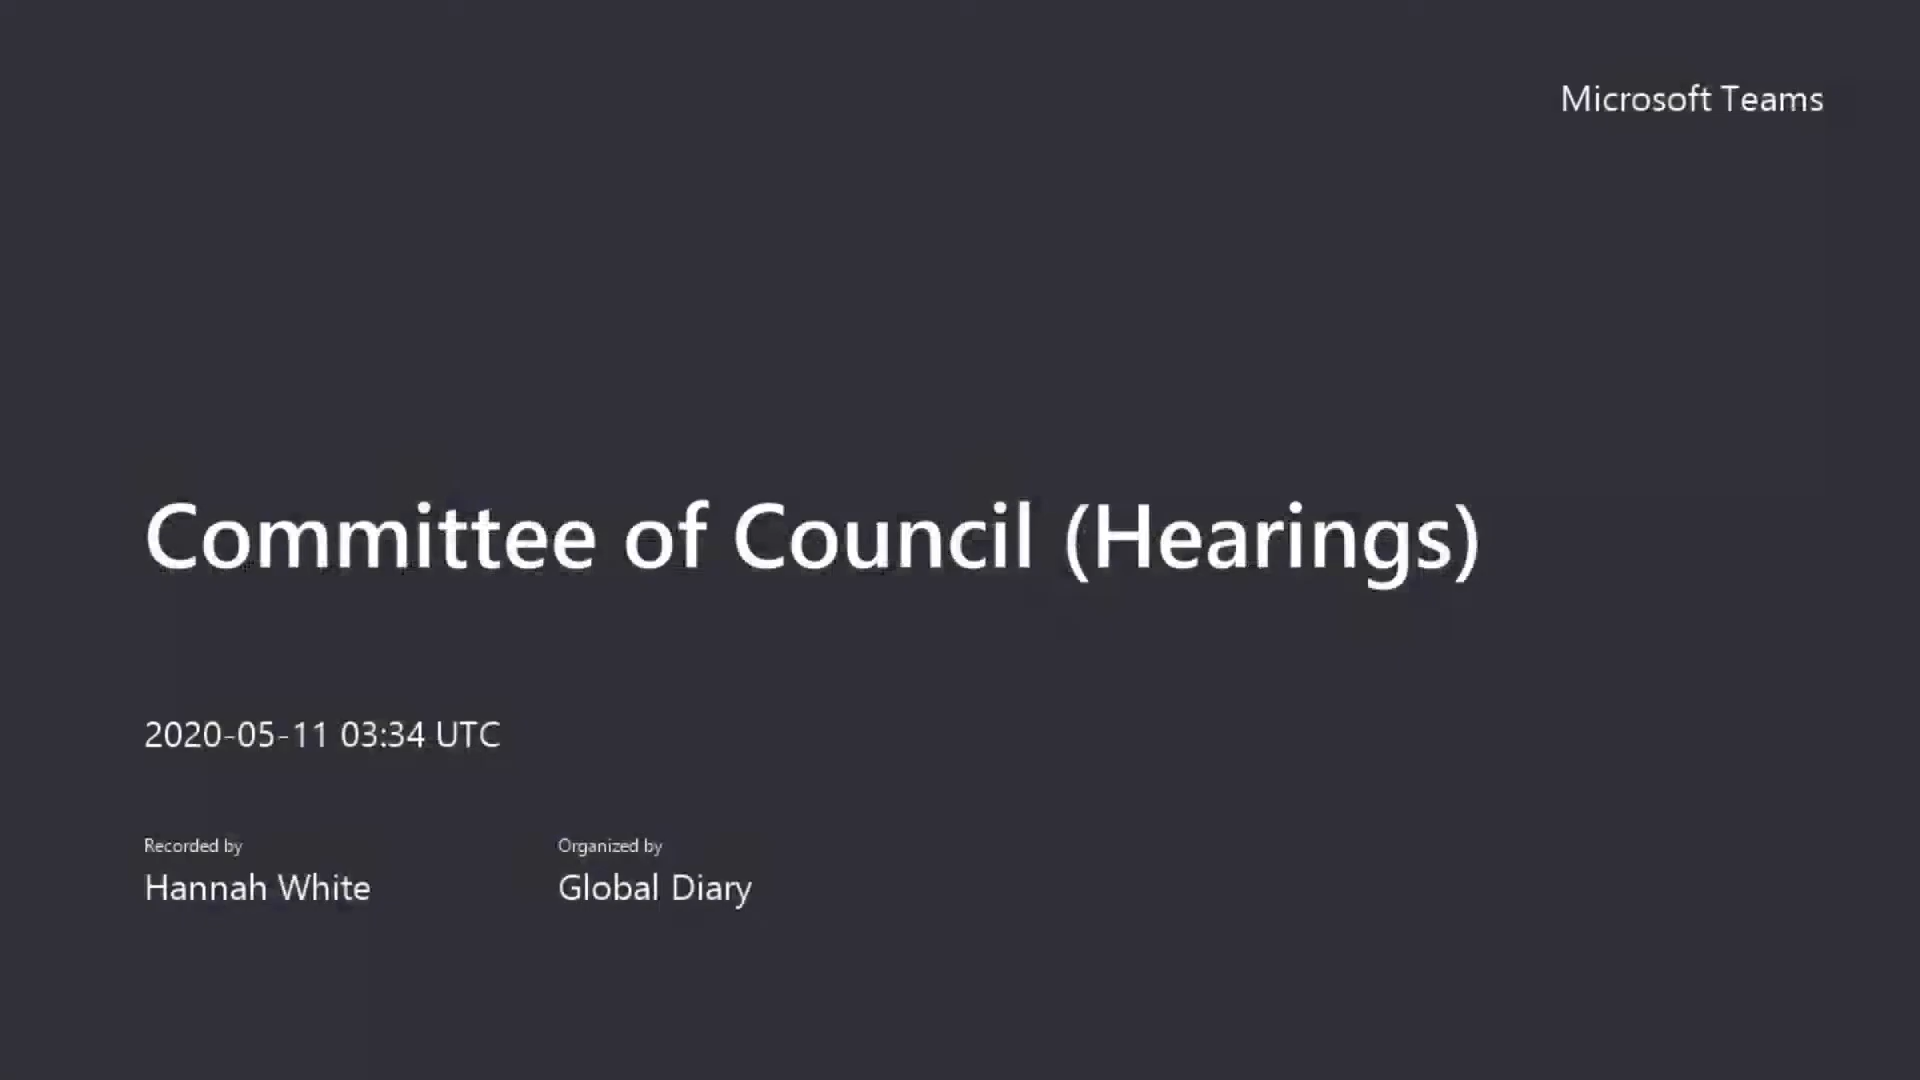 Microsoft Teams
Committee of Council (Hearings)
2020-05-11 03:34 UTC
Recorded by
Hannah White
Organized by
Global Diary